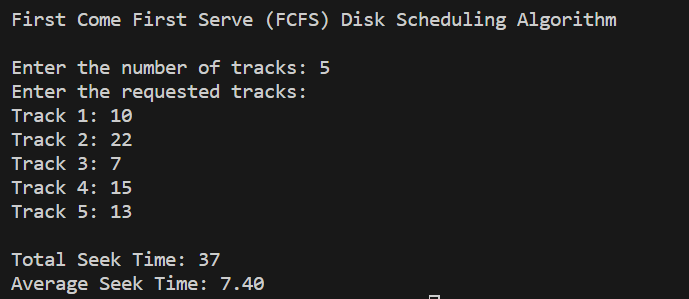 First Come First Serve (FCFS) Disk Scheduling Algorithm
Enter the number of tracks: 5
Enter the requested tracks:
Track 1: 10
Track 2: 22
Track 3: 7
Track 4: 15
Track 5: 13
Total Seek Time: 37
Average Seek Time: 7.40